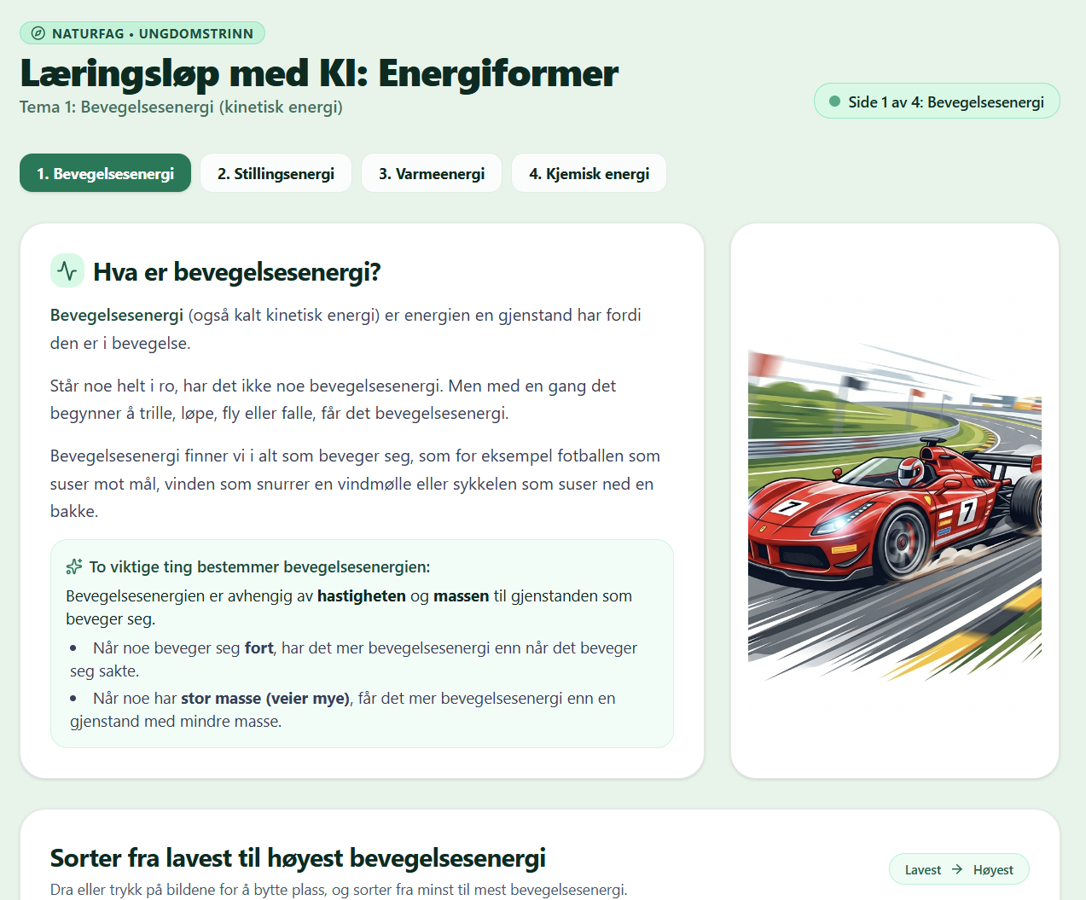 NATURFAG • UNGDOMSTRINN
Læringsløp med KI: Energiformer
Tema 1: Bevegelsesenergi (kinetisk energi)
Side 1 av 4: Bevegelsesenergi
1. Bevegelsesenergi
2. Stillingsenergi
3. Varmeenergi
4. Kjemisk energi
Hva er bevegelsesenergi?
Bevegelsesenergi (også kalt kinetisk energi) er energien en gjenstand har fordi
den er i bevegelse.
Står noe helt i ro, har det ikke noe bevegelsesenergi. Men med en gang det
begynner å trille, løpe, fly eller falle, får det bevegelsesenergi.
Bevegelsesenergi finner vi i alt som beveger seg, som for eksempel fotballen som
suser mot mål, vinden som snurrer en vindmølle eller sykkelen som suser ned en
bakke.
To viktige ting bestemmer bevegelsesenergien:
Bevegelsesenergien er avhengig av hastigheten og massen til gjenstanden som
beveger seg.
• Når noe beveger seg fort, har det mer bevegelsesenergi enn når det beveger
seg sakte.
• Når noe har stor masse (veier mye), får det mer bevegelsesenergi enn en
gjenstand med mindre masse.
7
7
Sorter fra lavest til høyest bevegelsesenergi
Dra eller trykk på bildene for å bytte plass, og sorter fra minst til mest bevegelsesenergi.
Lavest → Høyest